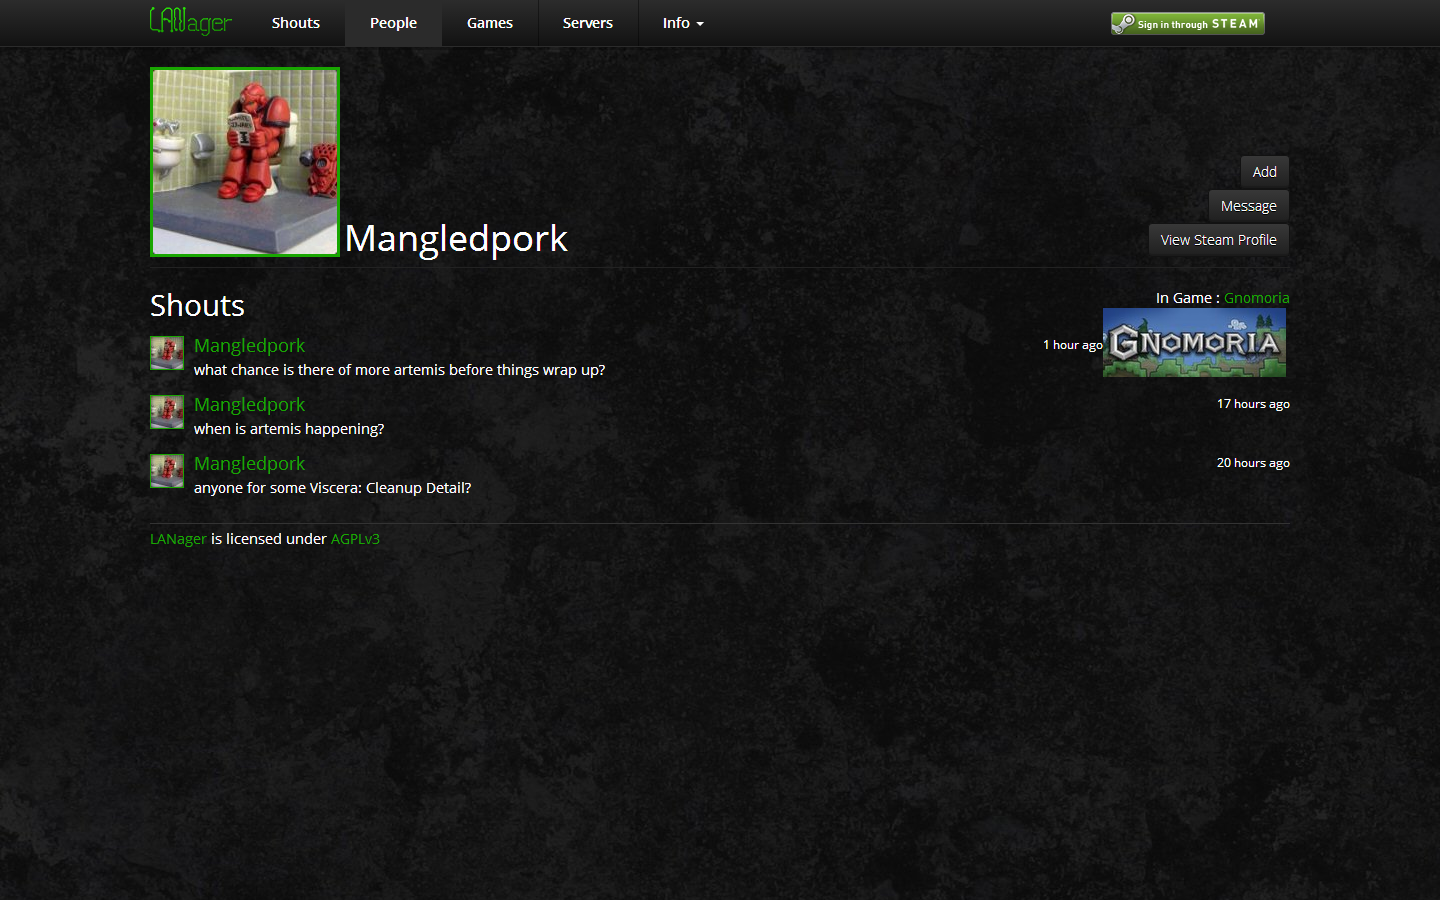 LANager Shouts People Games Servers Info Sign in through STEAM
Add
Message
Mangledpork View Steam Profile
Shouts
In Game : Gnomoria
Mangledpork 1 hour ago GNOMORIA
what chance is there of more artemis before things wrap up?
Mangledpork 17 hours ago
when is artemis happening?
Mangledpork 20 hours ago
anyone for some Viscera: Cleanup Detail?
LANager is licensed under AGPLv3